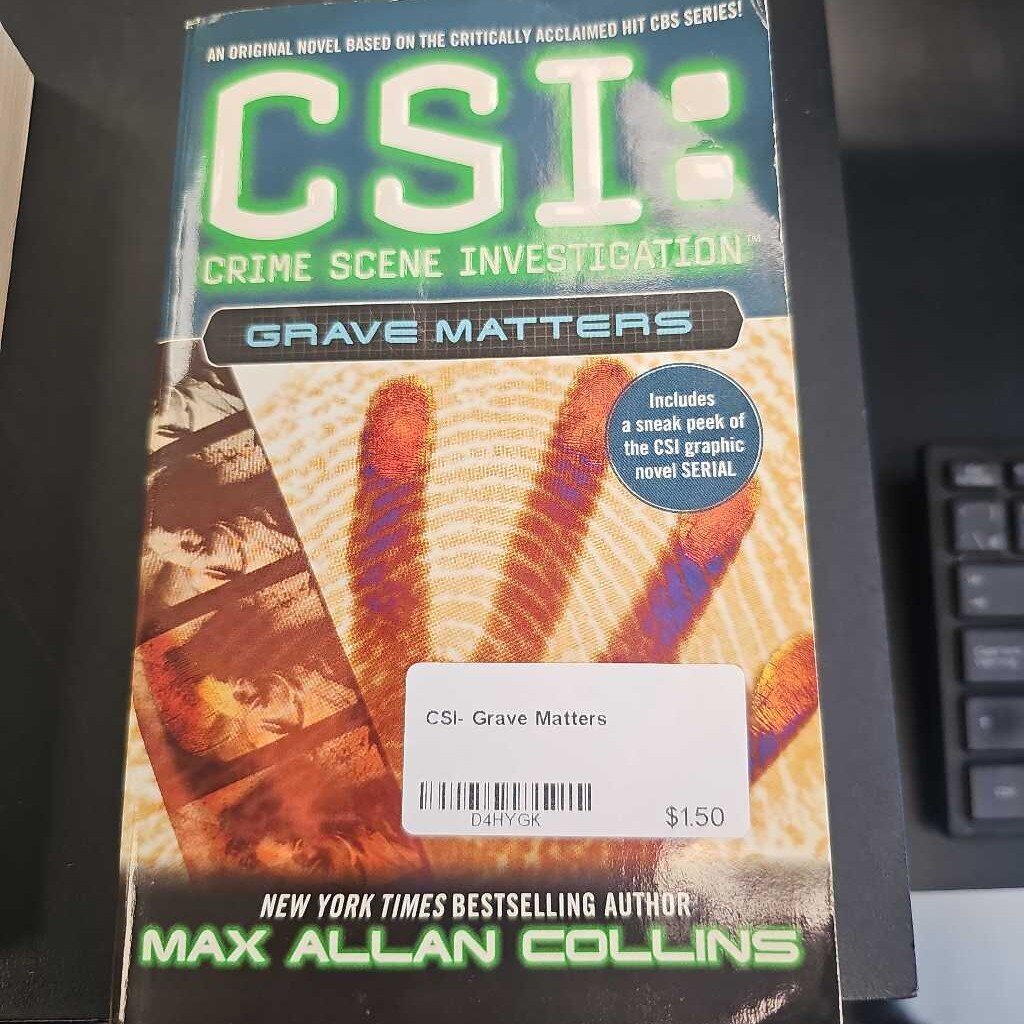 AN ORIGINAL NOVEL BASED ON THE CRITICALLY ACCLAIMED HIT CBS SERIES!
CSI:
CRIME SCENE INVESTIGATION™
GRAVE MATTERS
Includes
a sneak peek of
the CSI graphic
novel SERIAL
CSI- Grave Matters
D4HYGK
$1.50
NEW YORK TIMES BESTSELLING AUTHOR
MAX ALLAN COLLINS